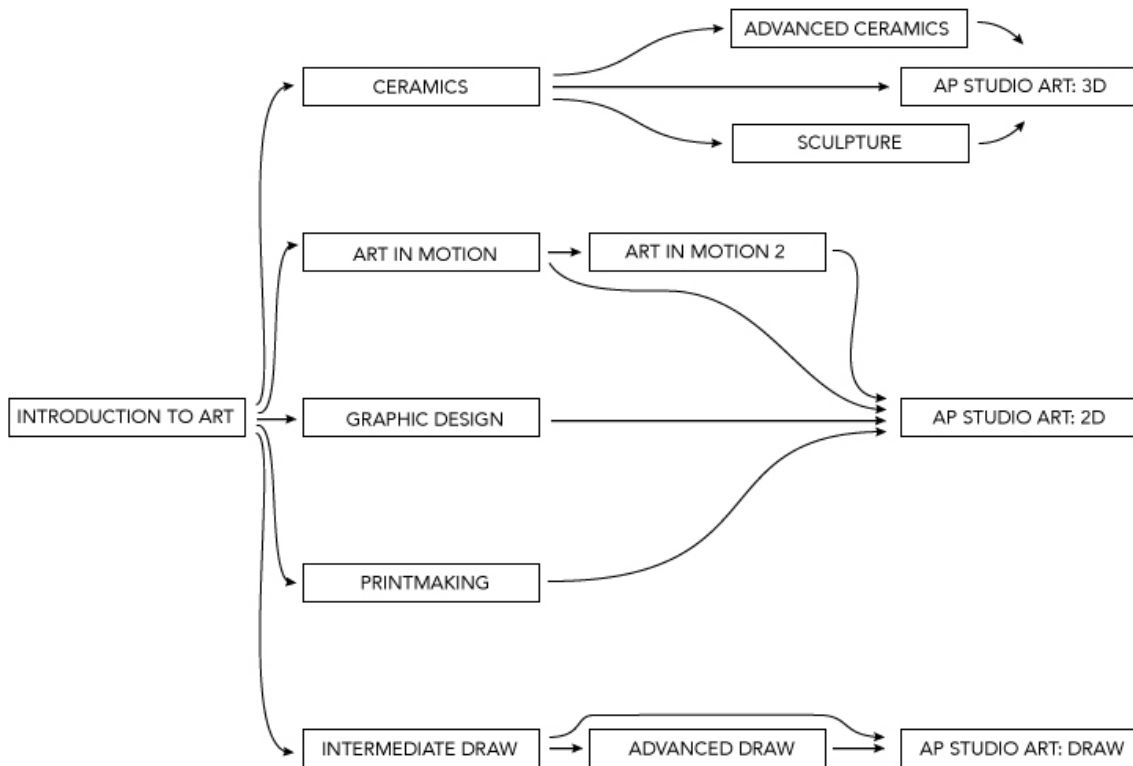 ADVANCED CERAMICS
CERAMICS
AP STUDIO ART: 3D
SCULPTURE
ART IN MOTION
ART IN MOTION 2
INTRODUCTION TO ART
GRAPHIC DESIGN
AP STUDIO ART: 2D
PRINTMAKING
INTERMEDIATE DRAW
ADVANCED DRAW
AP STUDIO ART: DRAW